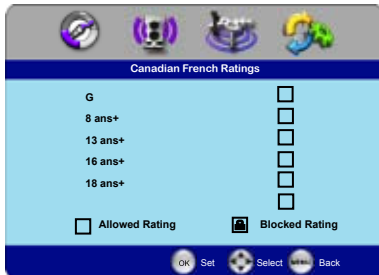 Canadian French Ratings
G
8 ans+
13 ans+
16 ans+
18 ans+
Allowed Rating Blocked Rating
OK Set Select MENU Back